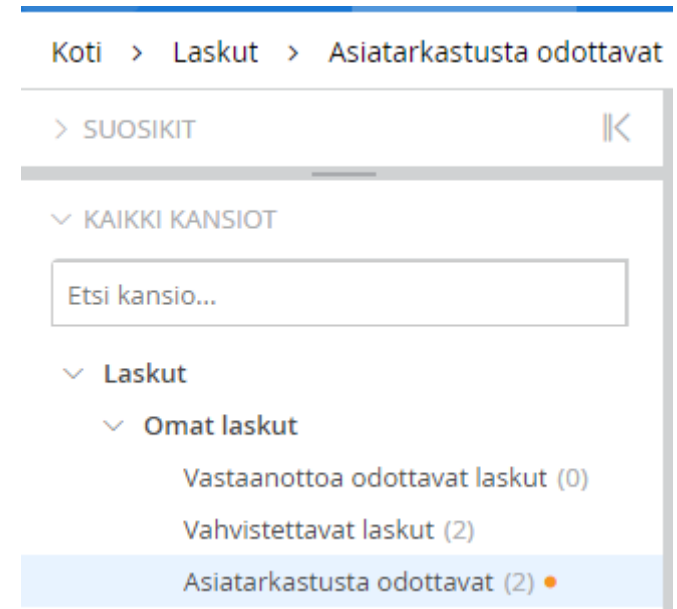 Koti > Laskut > Asiatarkastusta odottavat
SUOSIKIT
KAIKKI KANSIOT
Etsi kansio...
Laskut
Omat laskut
Vastaanottoa odottavat laskut (0)
Vahvistettavat laskut (2)
Asiatarkastusta odottavat (2)